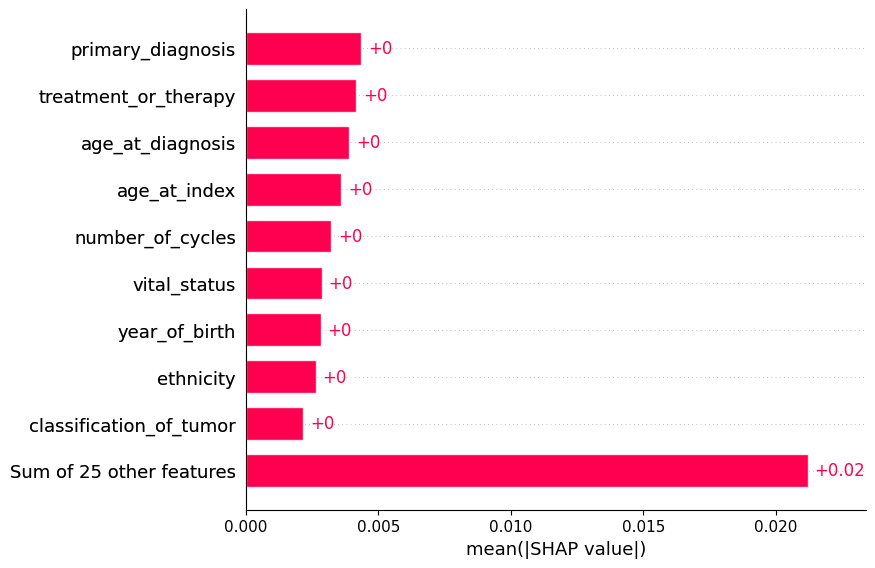 primary_diagnosis +0
treatment_or_therapy +0
age_at_diagnosis +0
age_at_index +0
number_of_cycles +0
vital_status +0
year_of_birth +0
ethnicity +0
classification_of_tumor +0
Sum of 25 other features +0.02
0.000 0.005 0.010 0.015 0.020
mean(|SHAP value|)